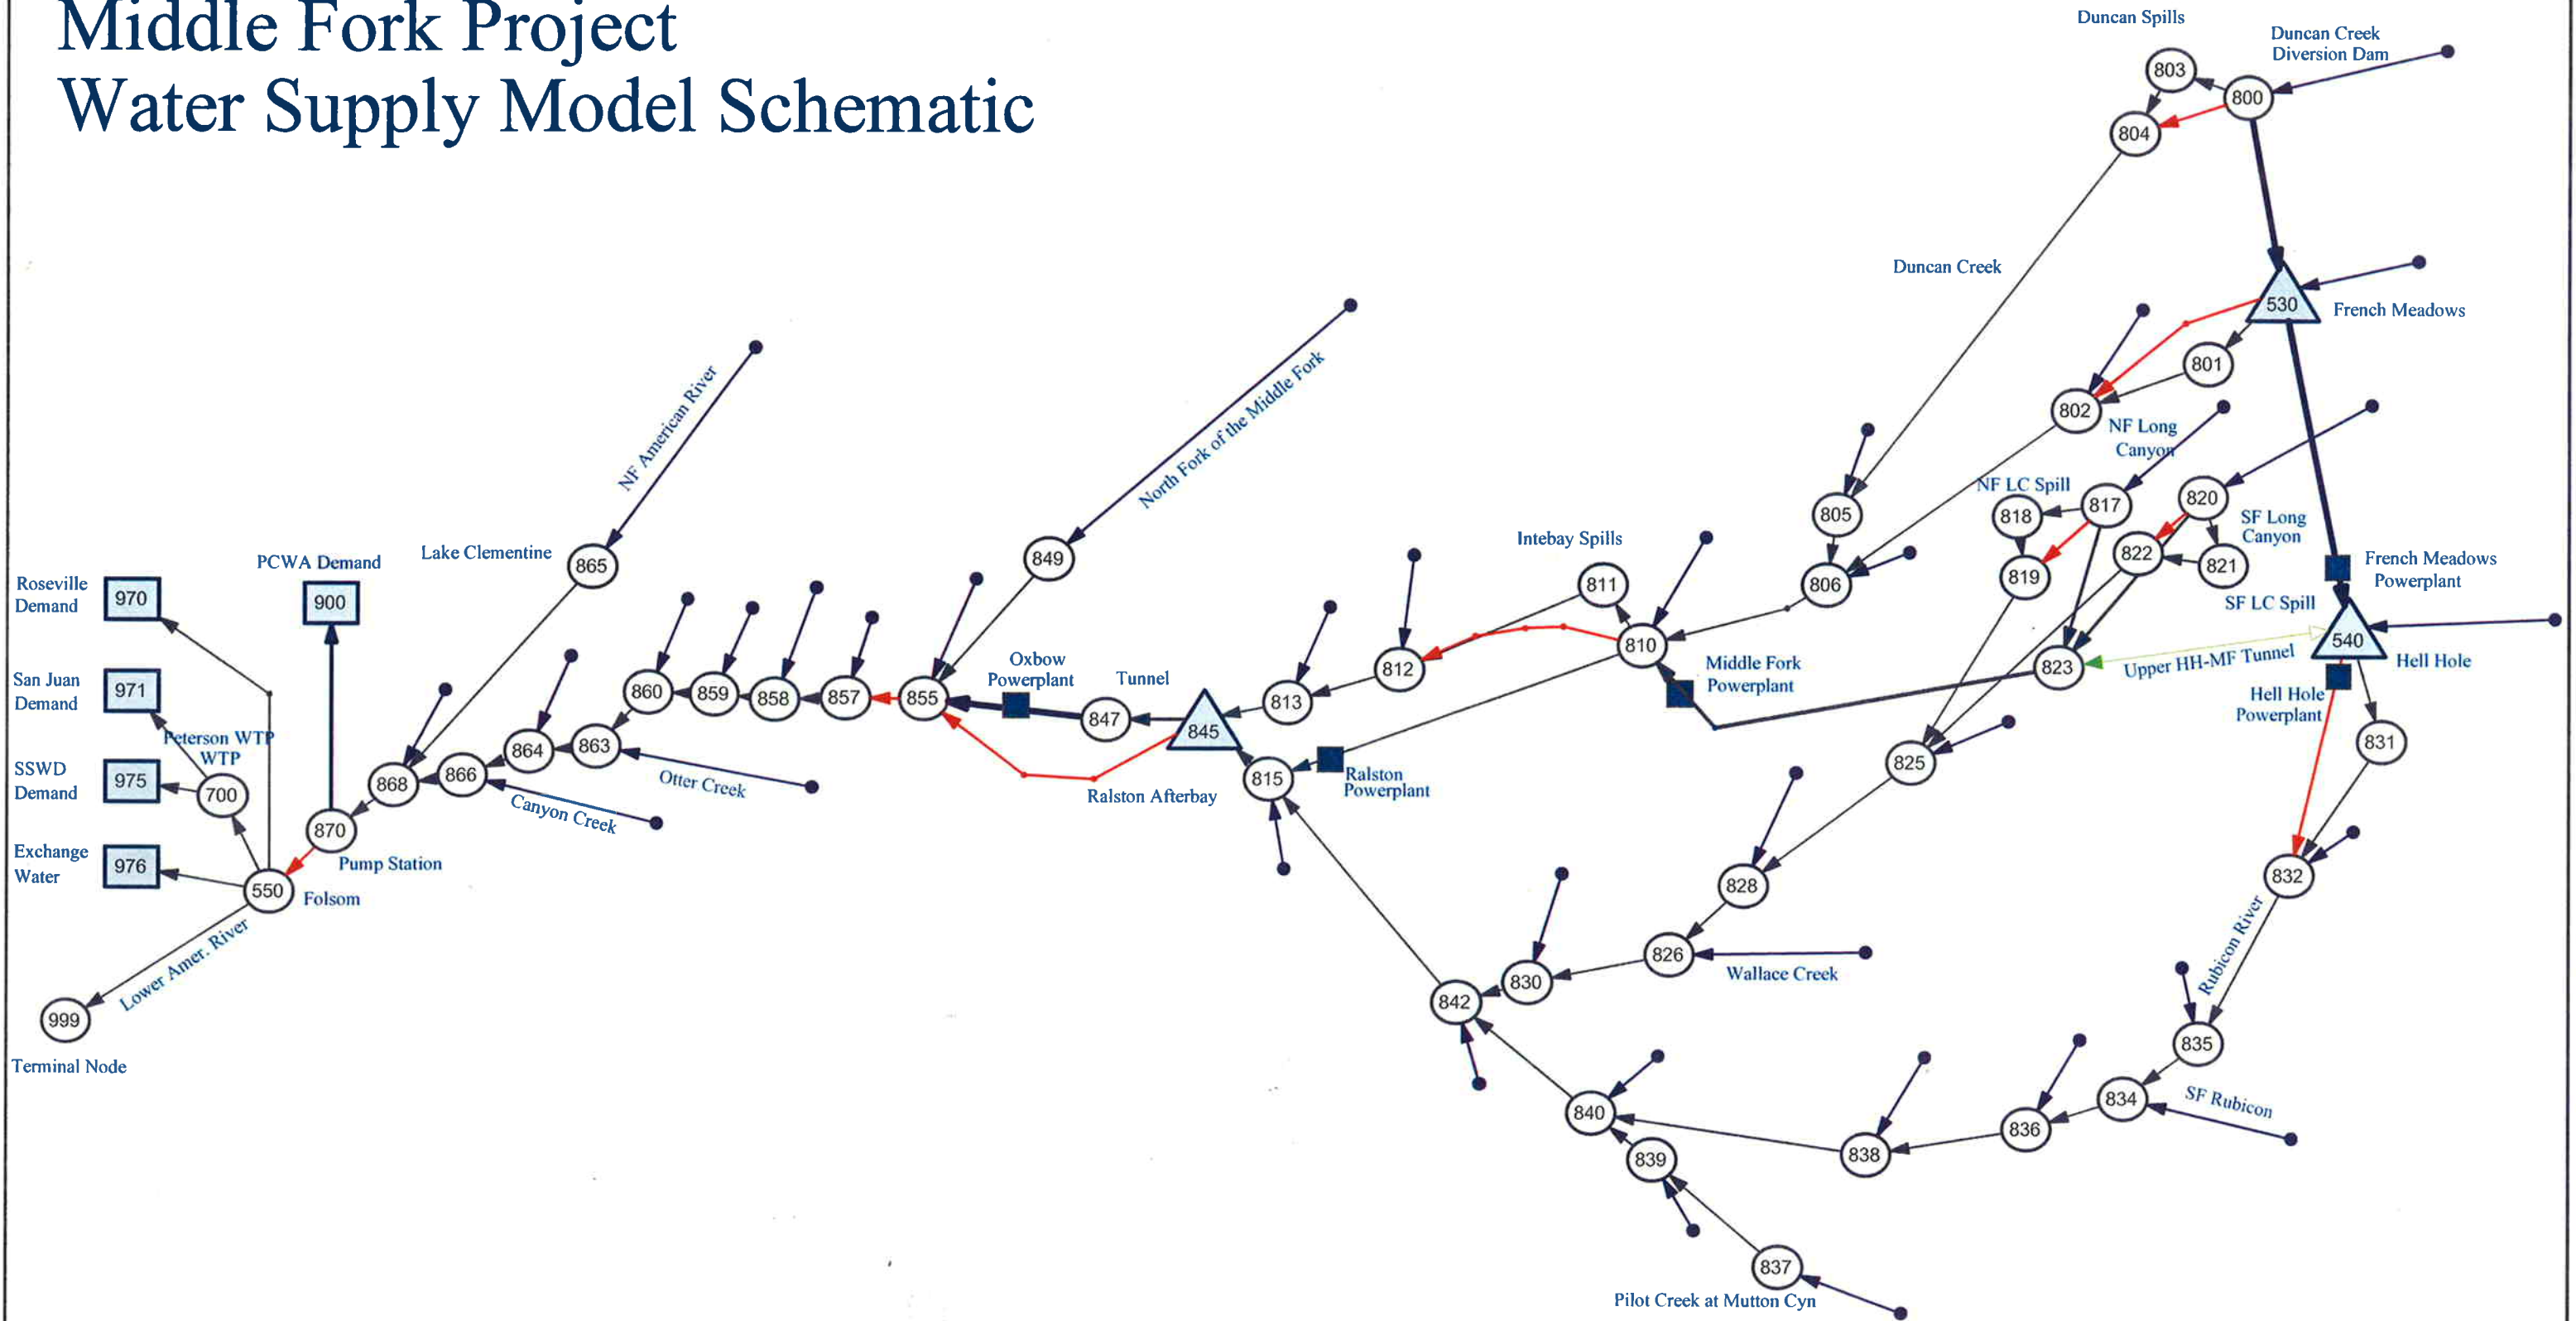 Middle Fork Project
Water Supply Model Schematic
Duncan Spills
Duncan Creek
Diversion Dam
803
800
804
Duncan Creek
530
French Meadows
801
802
NF Long
Canyon
NF LC Spill
817
820
818
SF Long
Canyon
805
822
821
819
806
SF LC Spill
French Meadows
Powerplant
540
Hell Hole
823
Upper HH-MF Tunnel
Hell Hole
Powerplant
831
832
Rubicon River
835
834
SF Rubicon
836
838
840
839
837
Pilot Creek at Mutton Cyn
825
828
826
Wallace Creek
830
842
Intebay Spills
811
810
Middle Fork
Powerplant
812
813
Ralston
Powerplant
815
845
Ralston Afterbay
Tunnel
847
Oxbow
Powerplant
North Fork of the Middle Fork
849
855
857
858
859
860
863
Otter Creek
864
866
Canyon Creek
NF American River
Lake Clementine
865
868
870
Pump Station
PCWA Demand
900
Roseville
Demand
970
San Juan
Demand
971
Peterson WTP
WTP
SSWD
Demand
975
700
Exchange
Water
976
550
Folsom
Lower Amer. River
999
Terminal Node